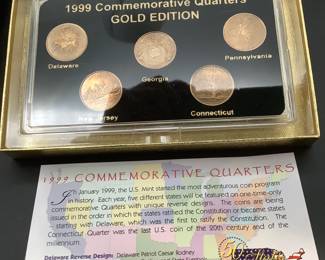 1999 Commemorative Quarters
GOLD EDITION
Delaware
Georgia
Pennsylvania
New Jersey
Connecticut
1999 COMMEMORATIVE QUARTERS
In January 1999, the U.S. Mint started the most adventurous coin program
in history. Each year, five different states will be featured on one-time-only
commemorative Quarters with unique reverse designs. The coins are being
issued in the order in which the states ratified the Constitution or became states
- starting with Delaware, which was the first to ratify the Constitution. The
Connecticut Quarter was the last U.S. coin of the 20th century and of the
millennium.
Delaware Reverse Design: Delaware Patriot Caesar Rodney